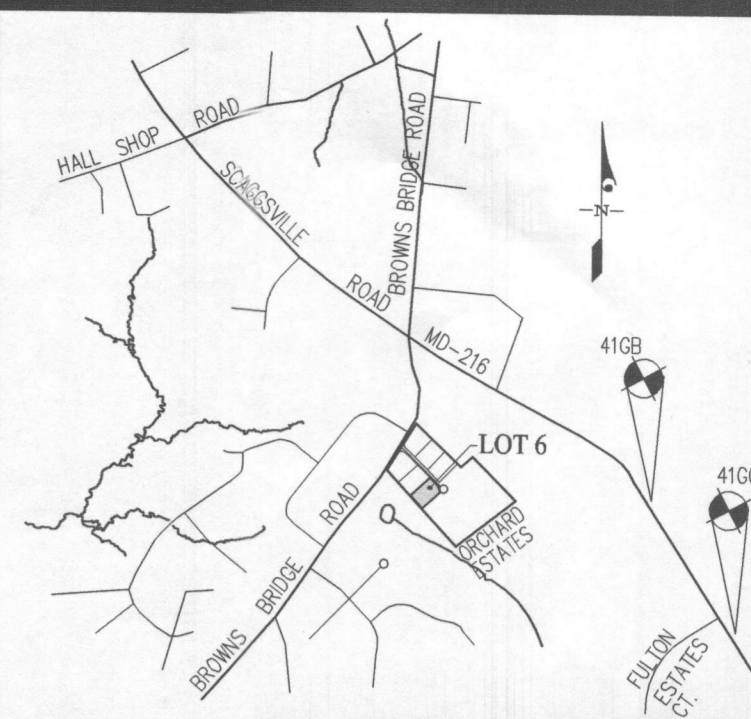 HALL SHOP ROAD
SCAGGSVILLE ROAD MD-216
BROWNS BRIDGE ROAD
-N-
41GB
LOT 6
ORCHARD
ESTATES
BROWNS BRIDGE ROAD
FULTON
ESTATES
CT.